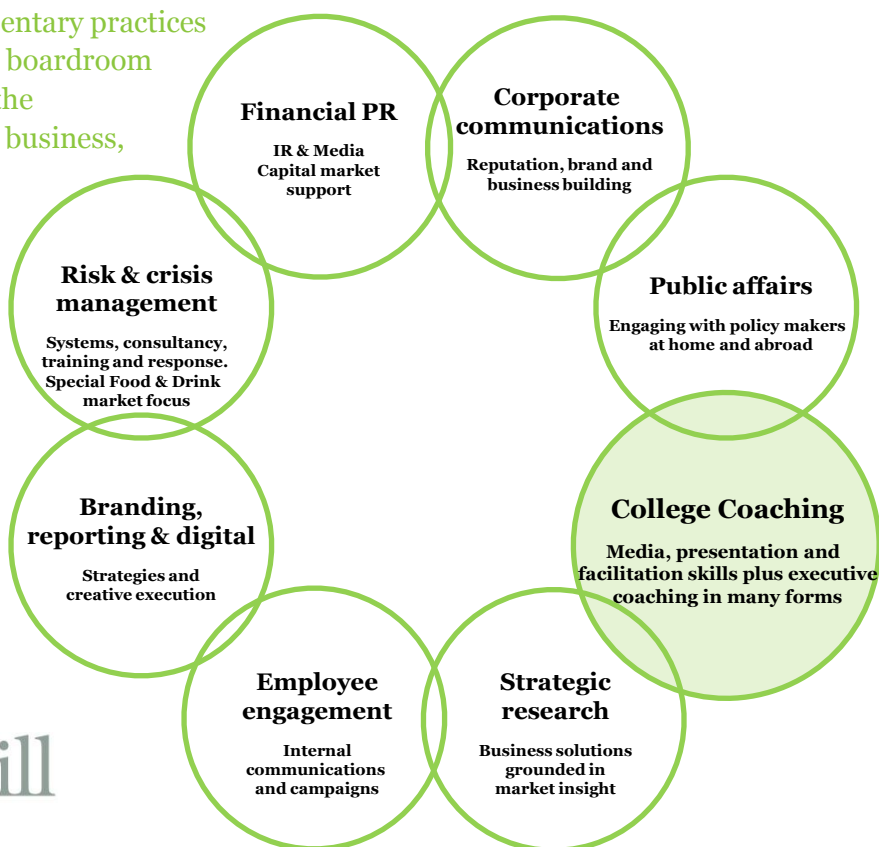 entary practices
boardroom
the
business,
Financial PR
IR & Media
Capital market
support
Corporate
communications
Reputation, brand and
business building
Risk & crisis
management
Systems, consultancy,
training and response.
Special Food & Drink
market focus
Public affairs
Engaging with policy makers
at home and abroad
Branding,
reporting & digital
Strategies and
creative execution
College Coaching
Media, presentation and
facilitation skills plus executive
coaching in many forms
Employee
engagement
Internal
communications
and campaigns
Strategic
research
Business solutions
grounded in
market insight
ill